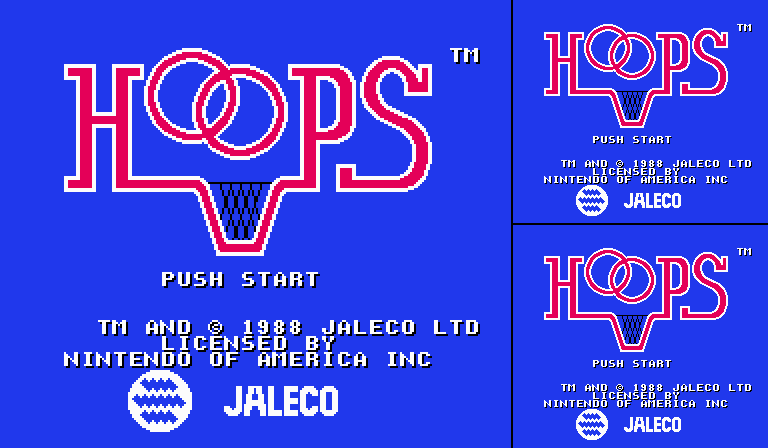 HOOPS TM
PUSH START
TM AND © 1988 JALECO LTD
LICENSED BY
NINTENDO OF AMERICA INC
JALECO
HOOPS TM
PUSH START
TM AND © 1988 JALECO LTD
LICENSED BY
NINTENDO OF AMERICA INC
JALECO
HOOPS TM
PUSH START
TM AND © 1988 JALECO LTD
LICENSED BY
NINTENDO OF AMERICA INC
JALECO